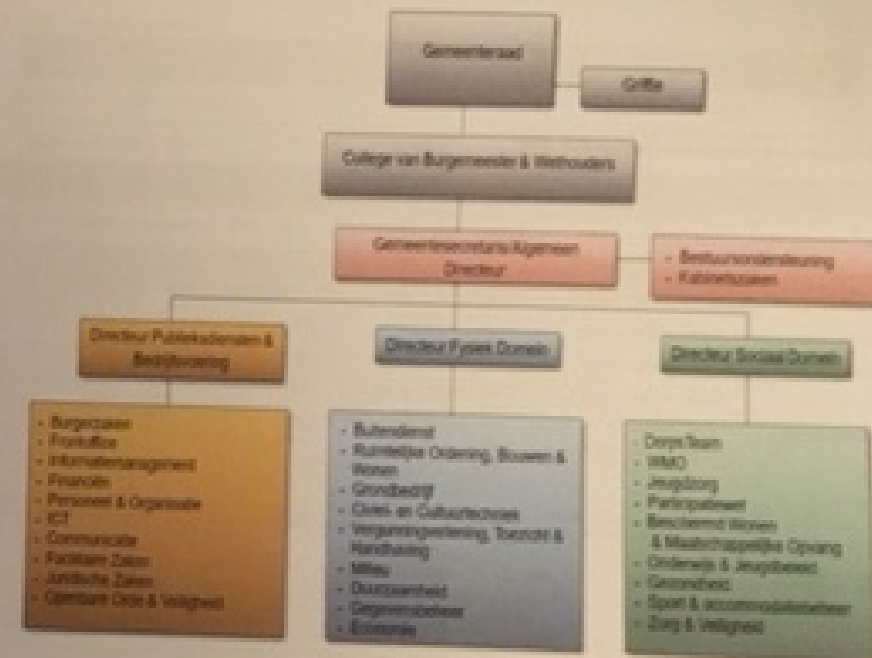 Gemeenteraad
Griffie
College van Burgemeester & Wethouders
Gemeentesecretaris/Algemeen
Directeur
- Bestuursondersteuning
- Kabinetszaken
Directeur Publieksdiensten &
Bedrijfsvoering
- Burgerzaken
- Frontoffice
- Informatiemanagement
- Financiën
- Personeel & Organisatie
- ICT
- Communicatie
- Facilitaire Zaken
- Juridische Zaken
- Openbare Orde & Veiligheid
Directeur Fysiek Domein
- Buitendienst
- Ruimtelijke Ordening, Bouwen &
Wonen
- Grondbedrijf
- Civiel- en Cultuurtechniek
- Vergunningverlening, Toezicht &
Handhaving
- Milieu
- Duurzaamheid
- Gegevensbeheer
- Economie
Directeur Sociaal Domein
- DorpsTeam
- WMO
- Jeugdzorg
- Participatiewet
- Beschermd Wonen
& Maatschappelijke Opvang
- Onderwijs & Jeugdbeleid
- Gezondheid
- Sport & accommodatiebeheer
- Zorg & Veiligheid